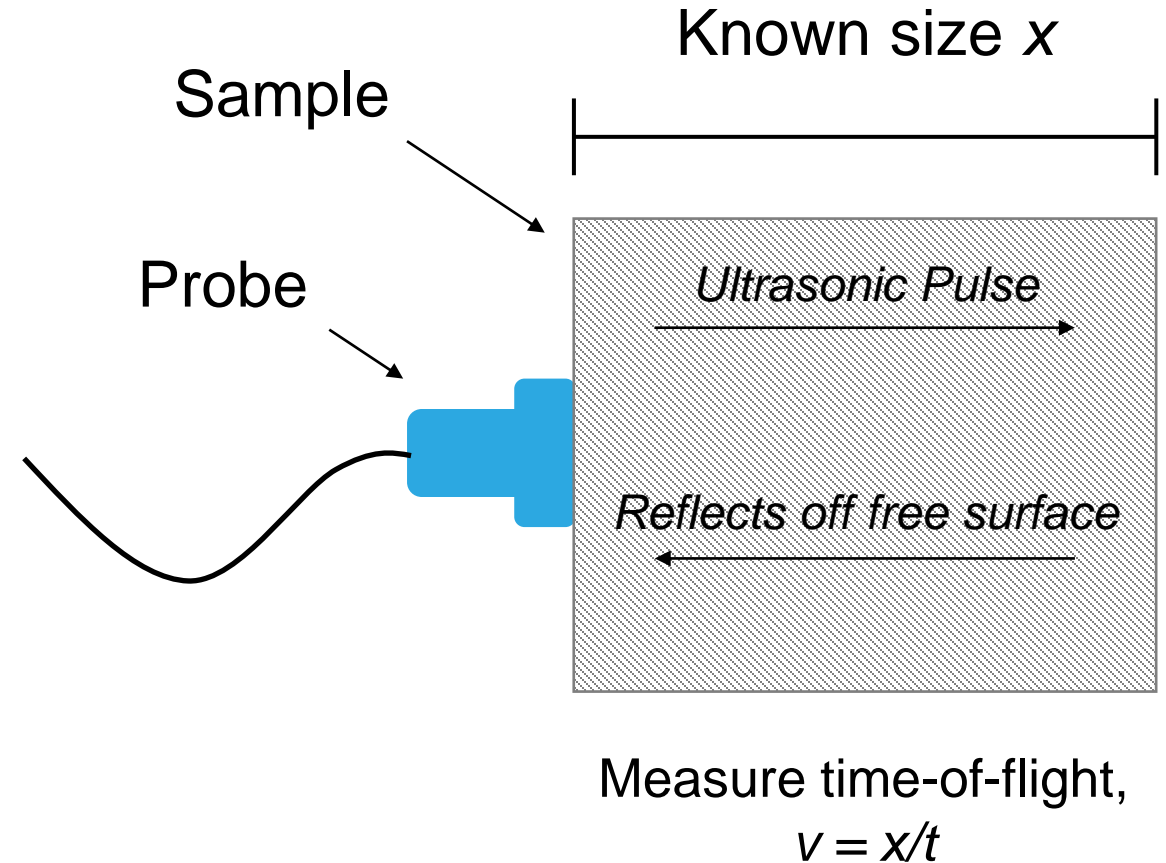 Known size x
Sample
Probe
Ultrasonic Pulse
Reflects off free surface
Measure time-of-flight,
v = x/t